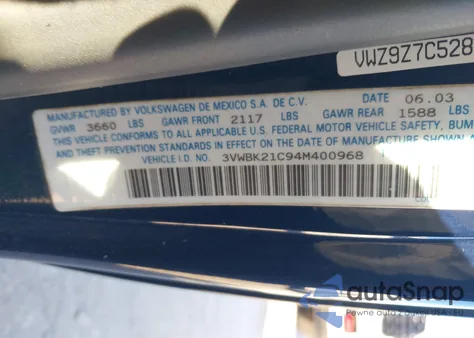 VWZ9Z7C528
MANUFACTURED BY VOLKSWAGEN DE MEXICO S.A. DE C.V. DATE 06.03
GVWR 3660 LBS GAWR FRONT 2117 LBS GAWR REAR 1588 LBS
THIS VEHICLE CONFORMS TO ALL APPLICABLE U.S. FEDERAL MOTOR VEHICLE SAFETY, BUM
AND THEFT PREVENTION STANDARDS IN EFFECT ON THE DATE OF MANUFACTURE SHOWN
VEHICLE I.D. NO. 3VWBK21C94M400968
autoSnap